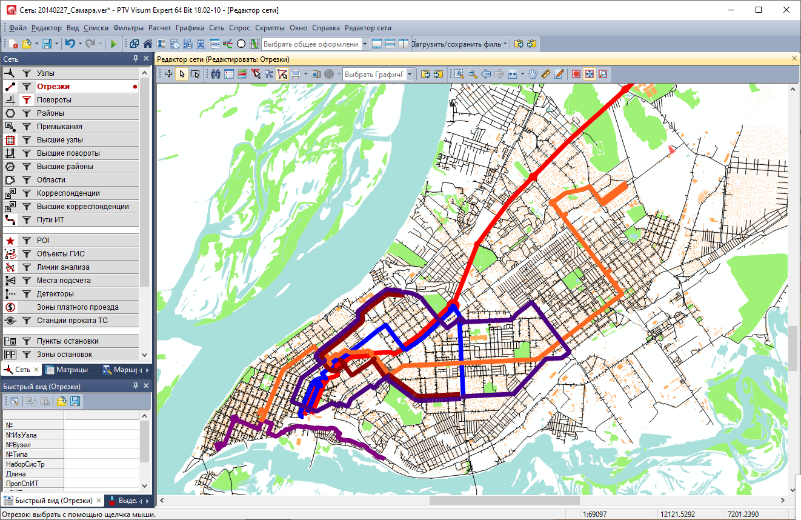 Сеть: 20140227_Самара.ver* - PTV Visum Expert 64 Bit 18.02-10 - [Редактор сети]
Файл Редактор Вид Списки Фильтры Расчет Графика Сеть Спрос Скрипты Окно Справка Редактор сети
Выбрать общее оформлени
Загрузить/сохранить филь
Сеть
Узлы
Отрезки
Повороты
Районы
Примыкания
Высшие узлы
Высшие повороты
Высшие районы
Области
Корреспонденции
Высшие корреспонденции
Пути ИТ
POI
Объекты ГИС
Линии анализа
Места подсчета
Детекторы
Зоны платного проезда
Станции проката ТС
Пункты остановки
Зоны остановок
Сеть Матрицы Марш
Быстрый вид (Отрезки)
№
№ИзУзла
№Вузел
№Типа
НаборСисТр
Длина
ПропСпИТ
Быстрый вид (Отрезки) Выде.
Редактор сети (Редактировать: Отрезки)
Выбрать График
Отрезок: выбрать с помощью щелчка мыши.
1:69097
12121.5292
7201.2390